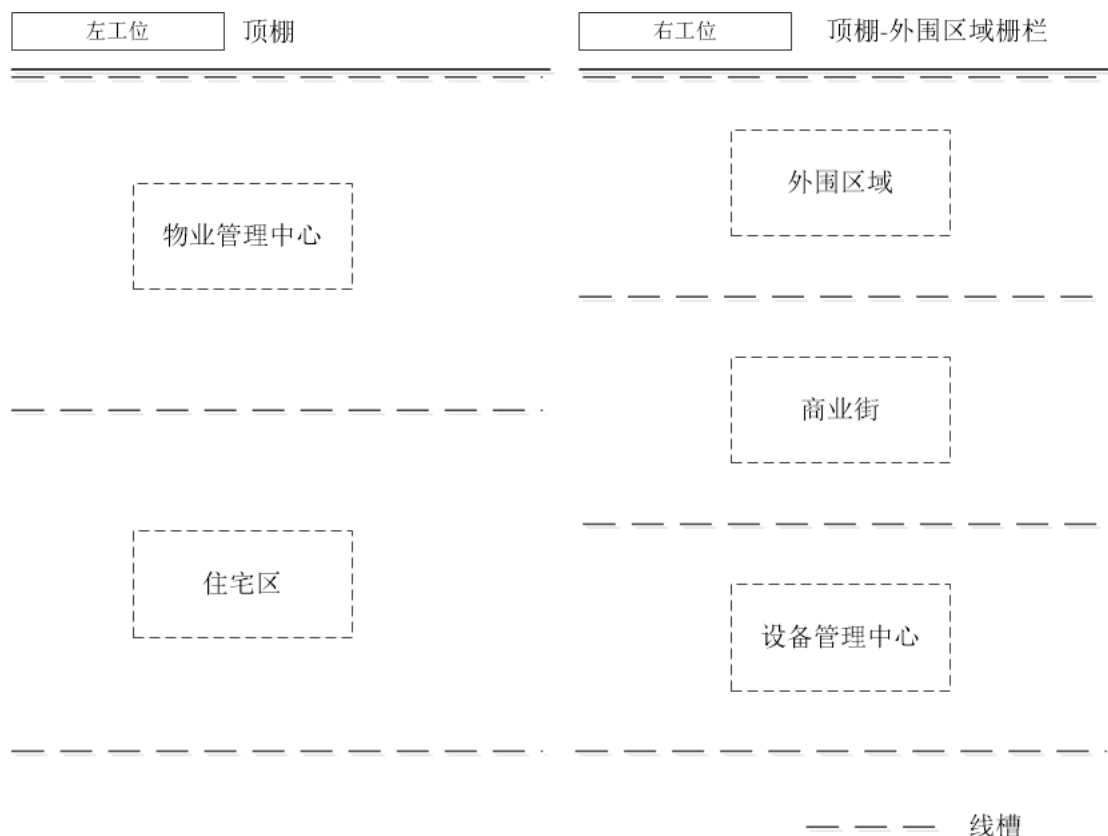 左工位
顶棚
右工位
顶棚-外围区域栅栏
物业管理中心
住宅区
外围区域
商业街
设备管理中心
线槽